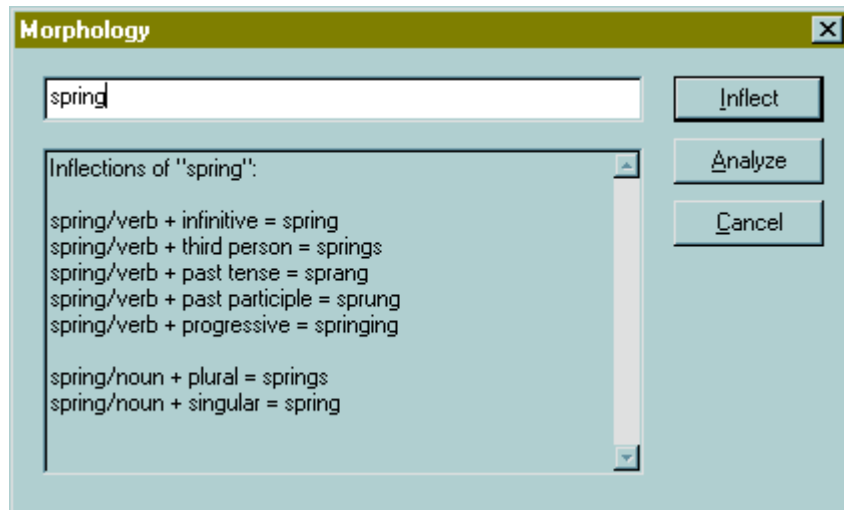 Morphology
spring
Inflect
Inflections of "spring":
Analyze
spring/verb + infinitive = spring
Cancel
spring/verb + third person = springs
spring/verb + past tense = sprang
spring/verb + past participle = sprung
spring/verb + progressive = springing
spring/noun + plural = springs
spring/noun + singular = spring